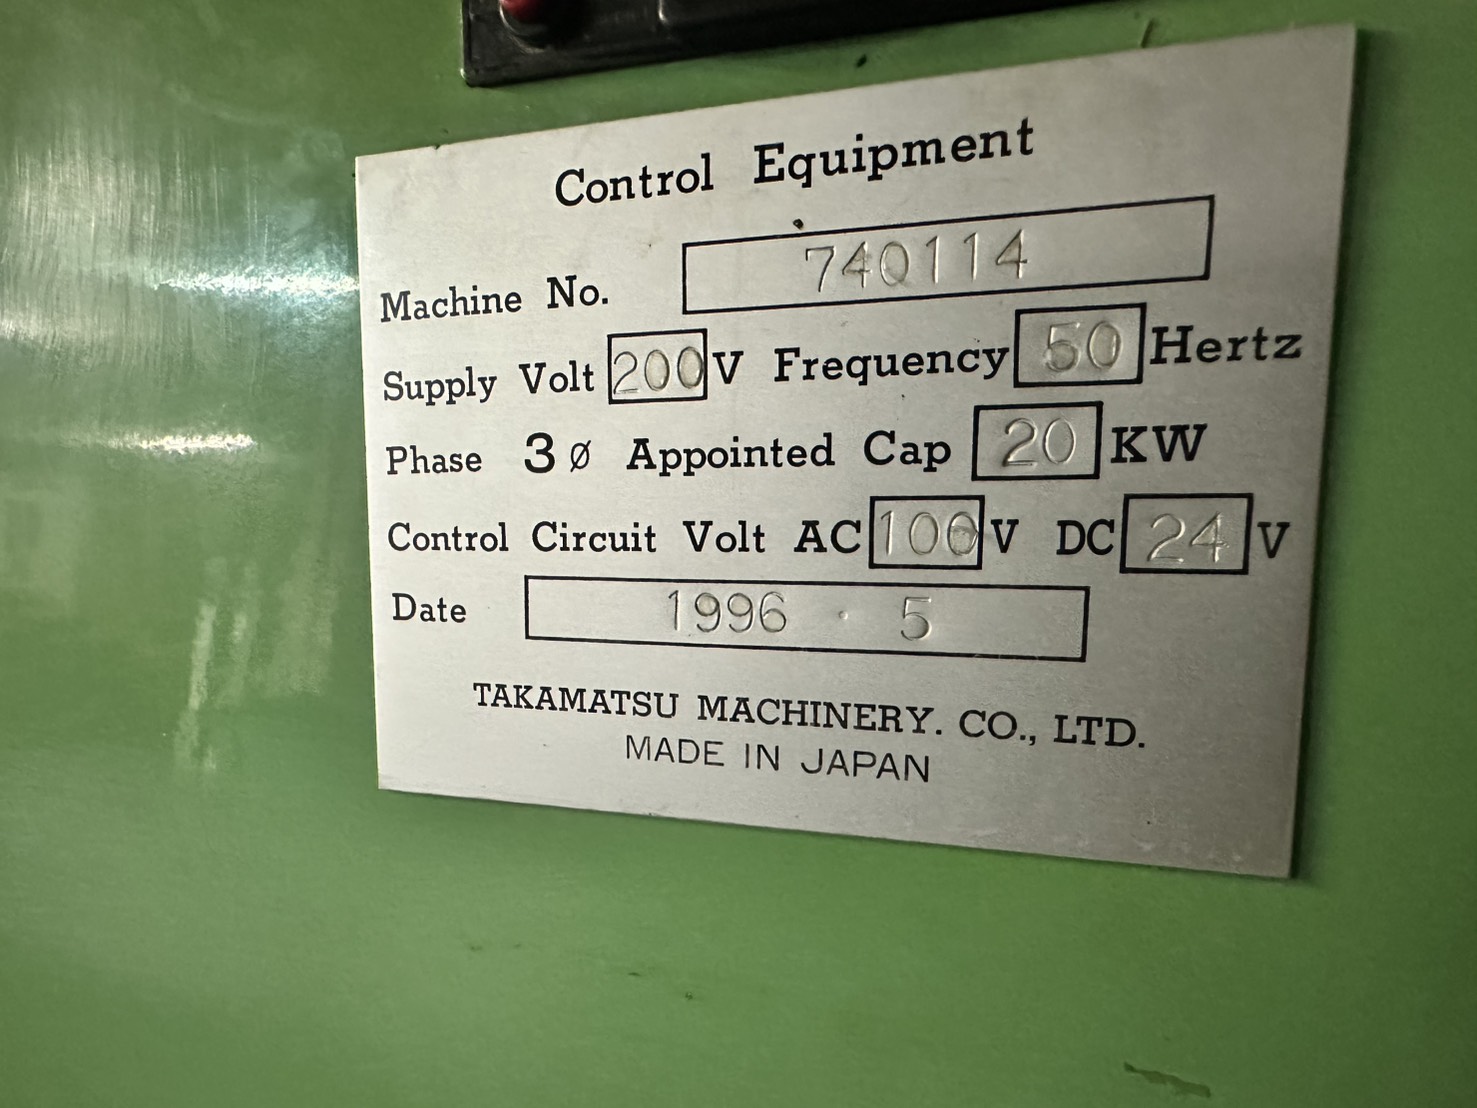 Control Equipment
Machine No. 740114
Supply Volt 200 V Frequency 50 Hertz
Phase 3 ø Appointed Cap 20 KW
Control Circuit Volt AC 100 V DC 24 V
Date 1996 · 5
TAKAMATSU MACHINERY. CO., LTD.
MADE IN JAPAN